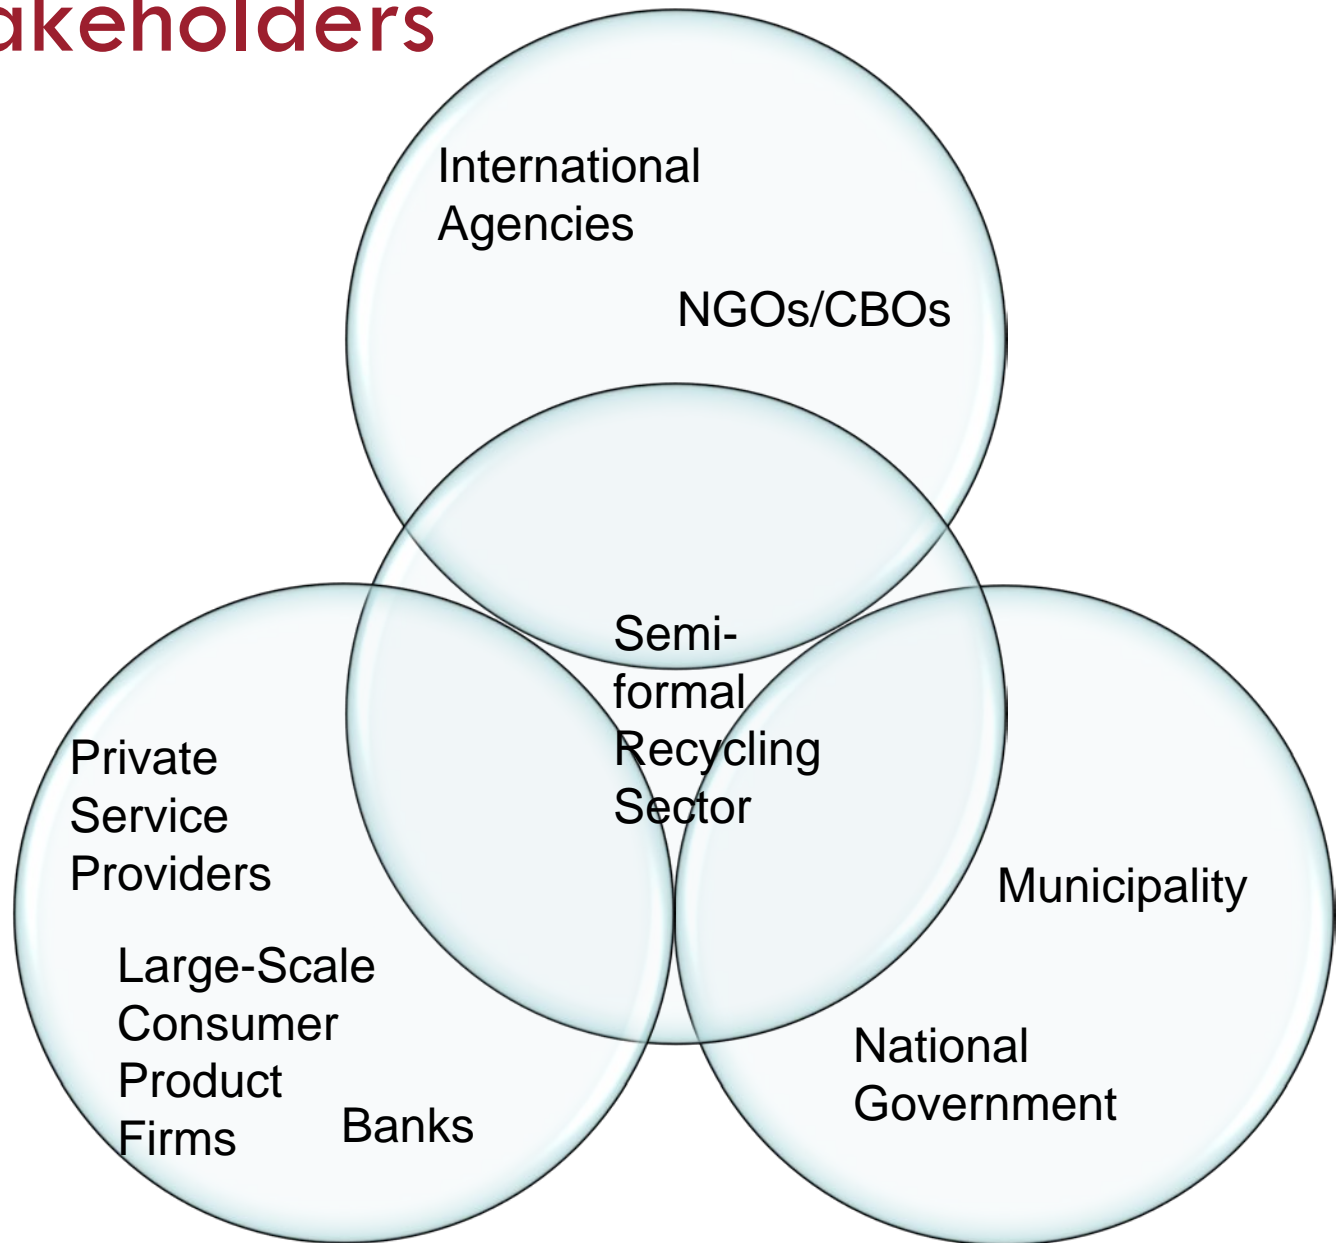 akeholders
International
Agencies
NGOs/CBOs
Semi-
formal
Recycling
Sector
Private
Service
Providers
Large-Scale
Consumer
Product
Firms
Banks
Municipality
National
Government